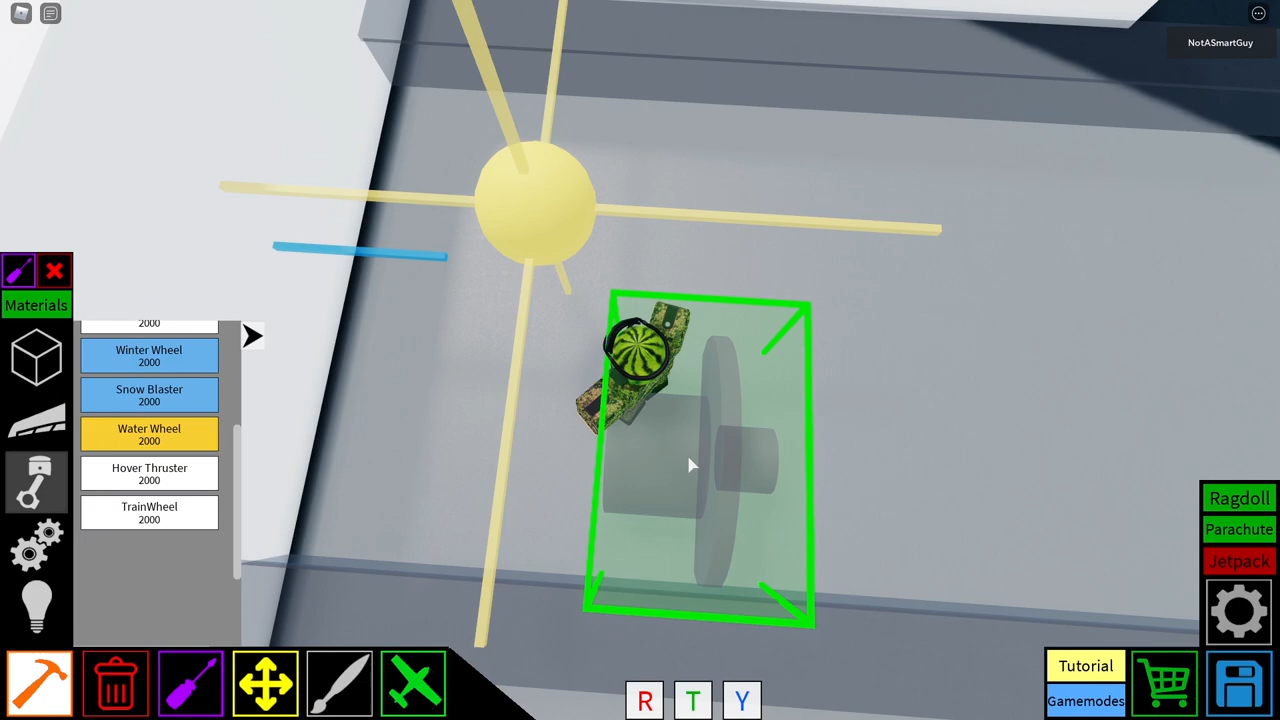 NotASmartGuy
Materials
2000
Winter Wheel
2000
Snow Blaster
2000
Water Wheel
2000
Hover Thruster
2000
TrainWheel
2000
Ragdoll
Parachute
Jetpack
Tutorial
Gamemodes
R T Y